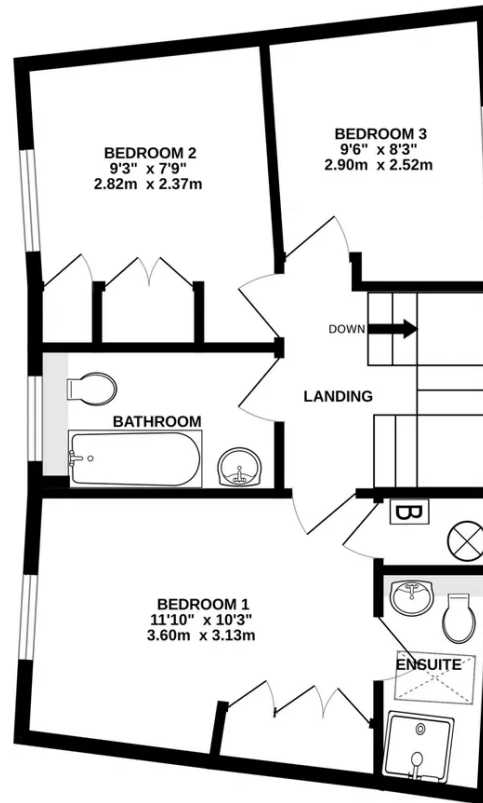 BEDROOM 2
9'3" x 7'9"
2.82m x 2.37m
BEDROOM 3
9'6" x 8'3"
2.90m x 2.52m
DOWN
LANDING
BATHROOM
B
BEDROOM 1
11'10" x 10'3"
3.60m x 3.13m
ENSUITE